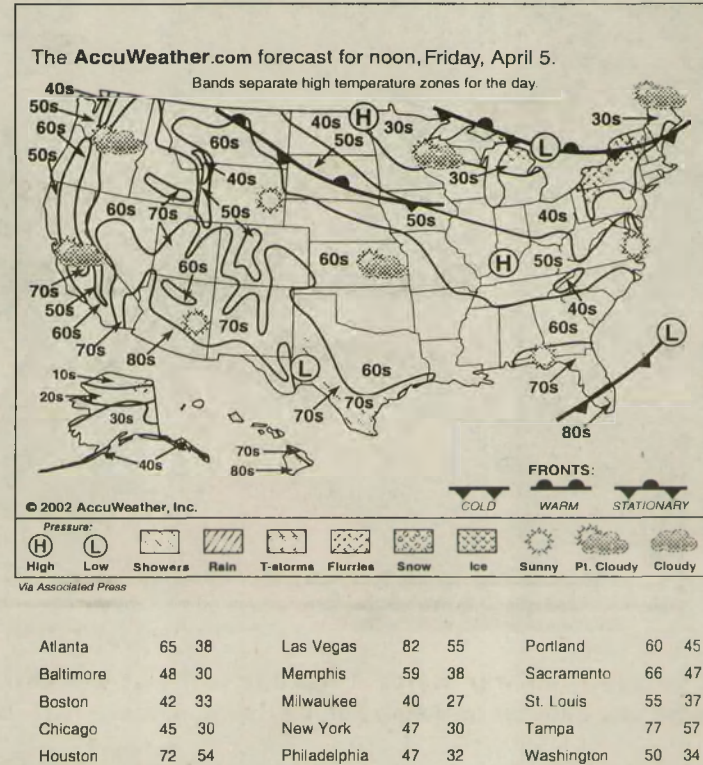 The AccuWeather.com forecast for noon, Friday, April 5.
Bands separate high temperature zones for the day.
40s
50s
60s
50s
60s
40s
50s
30s
30s
30s
40s
50s
60s
70s
50s
50s
40s
60s
60s
50s
70s
50s
60s
70s
80s
70s
40s
60s
60s
70s
70s
70s
80s
10s
20s
30s
40s
70s
80s
H
L
H
L
L
FRONTS:
COLD WARM STATIONARY
© 2002 AccuWeather, Inc.
Pressure:
H L
High Low Showers Rain T-storms Flurries Snow Ice Sunny Pt. Cloudy Cloudy
Via Associated Press
Atlanta 65 38 Las Vegas 82 55 Portland 60 45
Baltimore 48 30 Memphis 59 38 Sacramento 66 47
Boston 42 33 Milwaukee 40 27 St. Louis 55 37
Chicago 45 30 New York 47 30 Tampa 77 57
Houston 72 54 Philadelphia 47 32 Washington 50 34